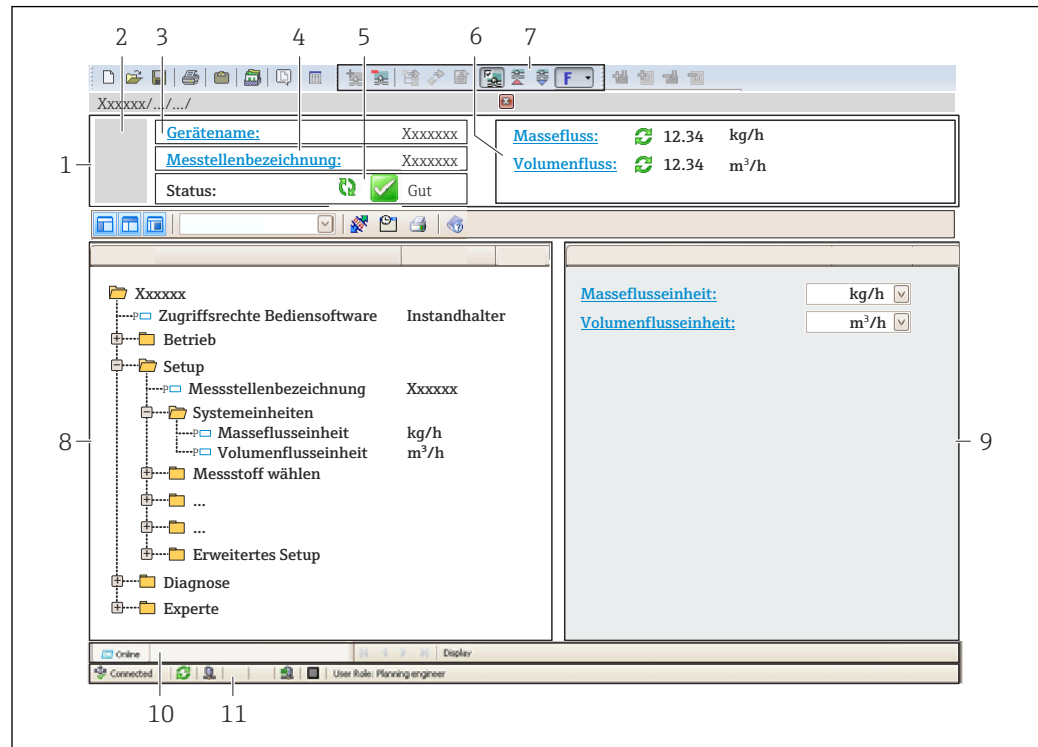 2 3 4 5 6 7
F
Xxxxxx/.../.../
1
Gerätename: Xxxxxxx
Messtellenbezeichnung: Xxxxxxx
Status: Gut
Massefluss: 12.34 kg/h
Volumenfluss: 12.34 m³/h
Xxxxxx
P Zugriffsrechte Bediensoftware Instandhalter
Betrieb
Setup
P Messstellenbezeichnung Xxxxxx
Systemeinheiten
P Masseflusseinheit kg/h
P Volumenflusseinheit m³/h
Messstoff wählen
...
...
Erweitertes Setup
Diagnose
Experte
8
Masseflusseinheit: kg/h
Volumenflusseinheit: m³/h
9
Online Display
Connected User Role: Planning engineer
10 11